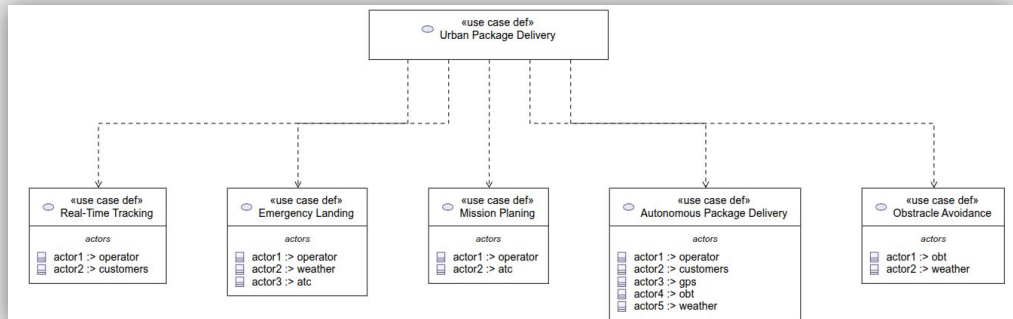 «use case def»
Urban Package Delivery
«use case def»
Real-Time Tracking
actors
actor1 :> operator
actor2 :> customers
«use case def»
Emergency Landing
actors
actor1 :> operator
actor2 :> weather
actor3 :> atc
«use case def»
Mission Planing
actors
actor1 :> operator
actor2 :> atc
«use case def»
Autonomous Package Delivery
actors
actor1 :> operator
actor2 :> customers
actor3 :> gps
actor4 :> obt
actor5 :> weather
«use case def»
Obstracle Avoidance
actors
actor1 :> obt
actor2 :> weather